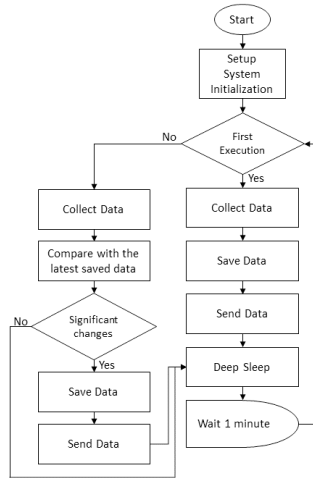 Start
Setup
System
Initialization
First
Execution
No
Yes
Collect Data
Collect Data
Compare with the
latest saved data
Save Data
Significant
changes
No
Yes
Send Data
Deep Sleep
Save Data
Send Data
Wait 1 minute